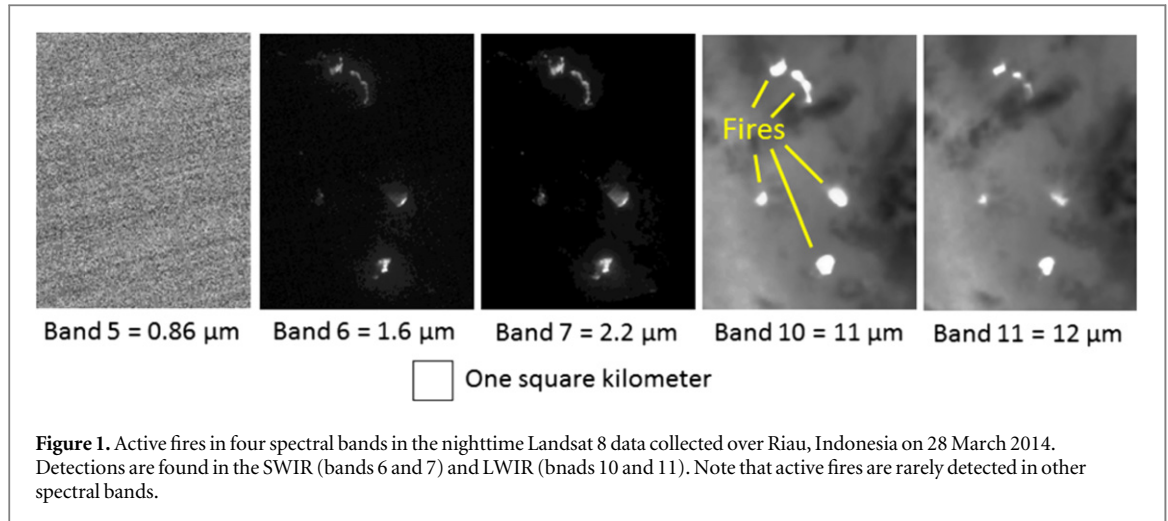 Fires
Band 5 = 0.86 µm
Band 6 = 1.6 µm
Band 7 = 2.2 µm
Band 10 = 11 µm
Band 11 = 12 µm
One square kilometer
Figure 1. Active fires in four spectral bands in the nighttime Landsat 8 data collected over Riau, Indonesia on 28 March 2014.
Detections are found in the SWIR (bands 6 and 7) and LWIR (bnads 10 and 11). Note that active fires are rarely detected in other
spectral bands.